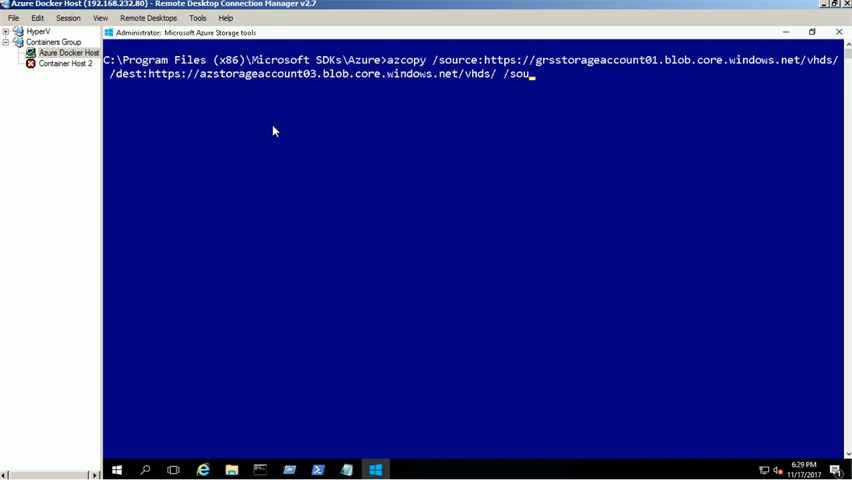 Azure Docker Host (192.168.232.80) - Remote Desktop Connection Manager v2.7
File Edit Session View Remote Desktops Tools Help
HyperV
Containers Group
Azure Docker Host
Container Host 2
Administrator: Microsoft Azure Storage tools
C:\Program Files (x86)\Microsoft SDKs\Azure>azcopy /source:https://grsstorageaccount01.blob.core.windows.net/vhds/
/dest:https://azstorageaccount03.blob.core.windows.net/vhds/ /sou
6:29 PM
11/17/2017
1